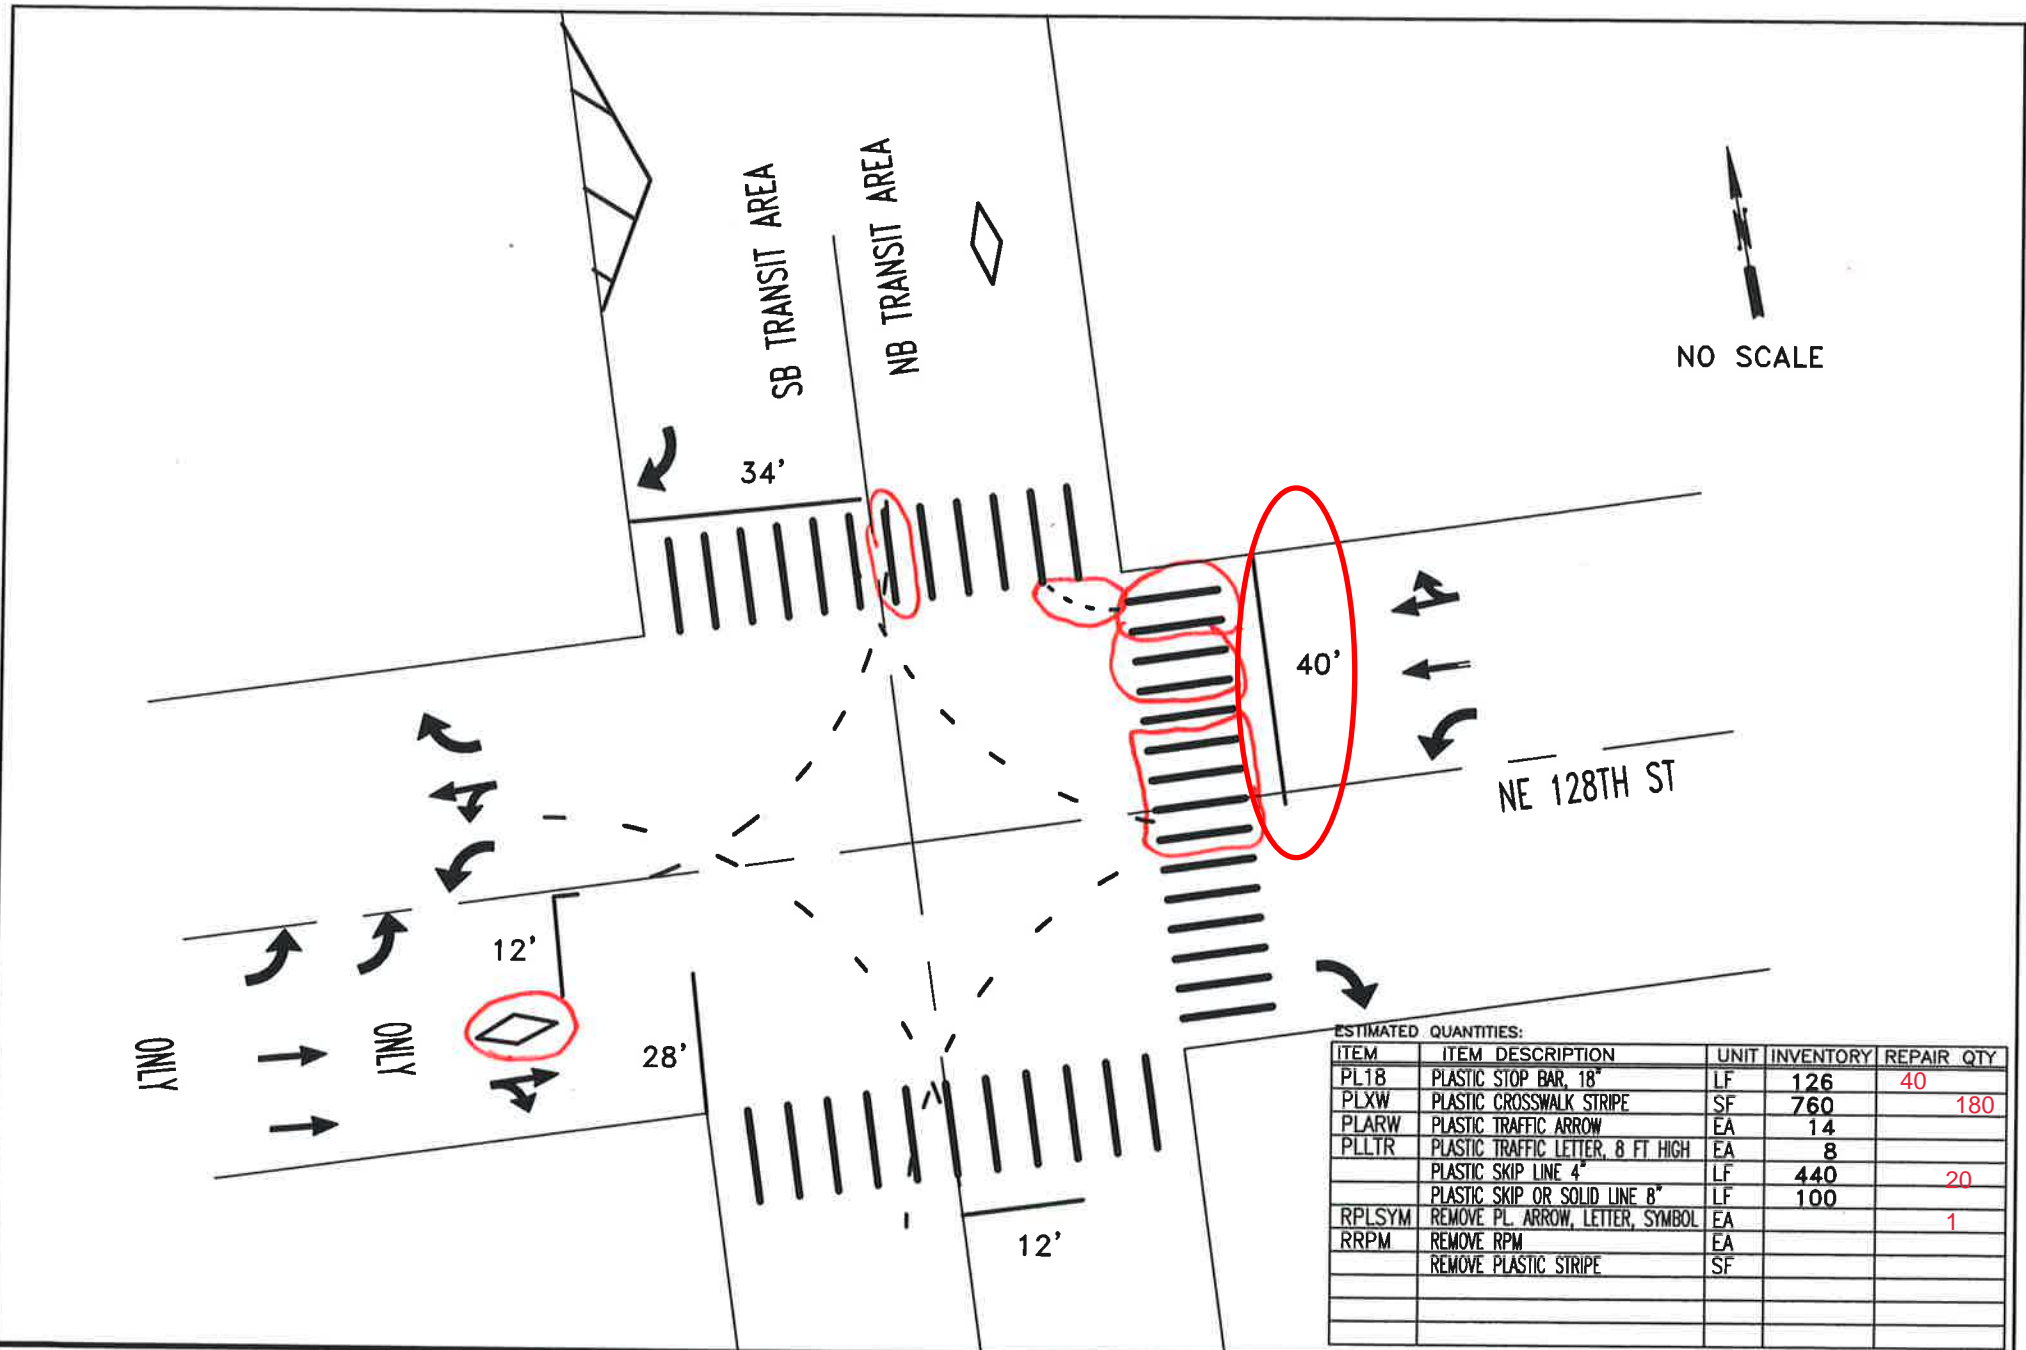 SB TRANSIT AREA
NB TRANSIT AREA
N
NO SCALE
34'
40'
NE 128TH ST
12'
28'
ONLY
ONLY
12'
ESTIMATED QUANTITIES:
ITEM ITEM DESCRIPTION UNIT INVENTORY REPAIR QTY
PL18 PLASTIC STOP BAR, 18" LF 126 40
PLXW PLASTIC CROSSWALK STRIPE SF 760 180
PLARW PLASTIC TRAFFIC ARROW EA 14
PLLTR PLASTIC TRAFFIC LETTER, 8 FT HIGH EA 8
PLASTIC SKIP LINE 4" LF 440 20
PLASTIC SKIP OR SOLID LINE 8" LF 100
RPLSYM REMOVE PL. ARROW, LETTER, SYMBOL EA 1
RRPM REMOVE RPM EA
REMOVE PLASTIC STRIPE SF